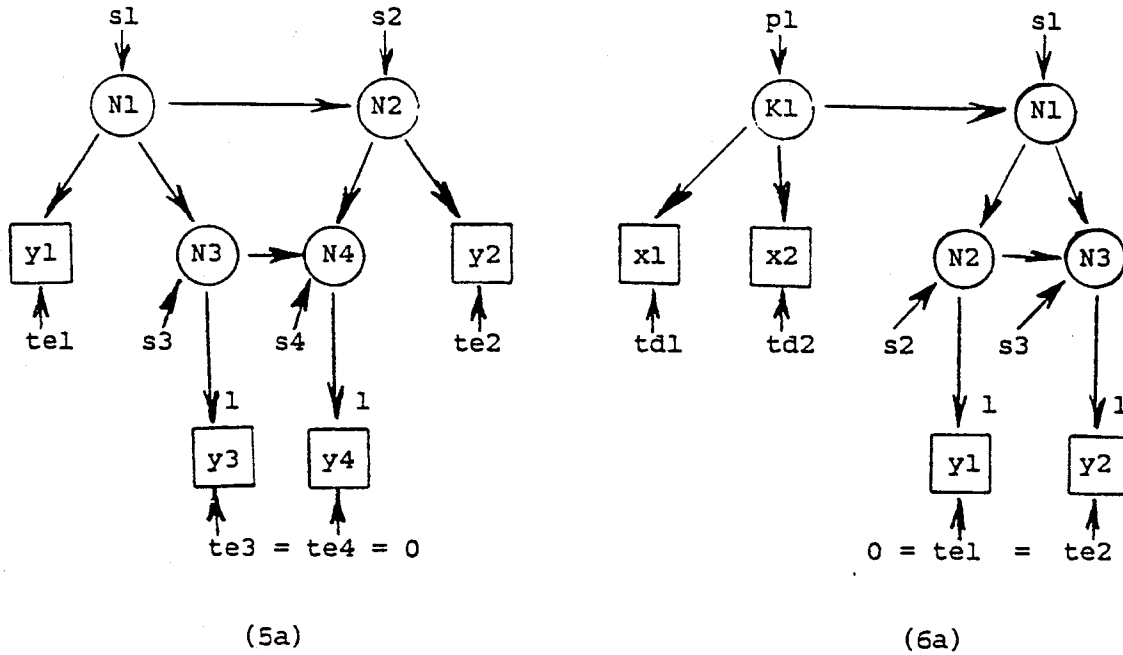 s1 s2 p1 s1
N1 N2 K1 N1
y1 N3 N4 y2 x1 x2 N2 N3
te1 s3 s4 te2 td1 td2 s2 s3
1 1 1 1
y3 y4 y1 y2
te3 = te4 = 0 0 = te1 = te2
(5a) (6a)